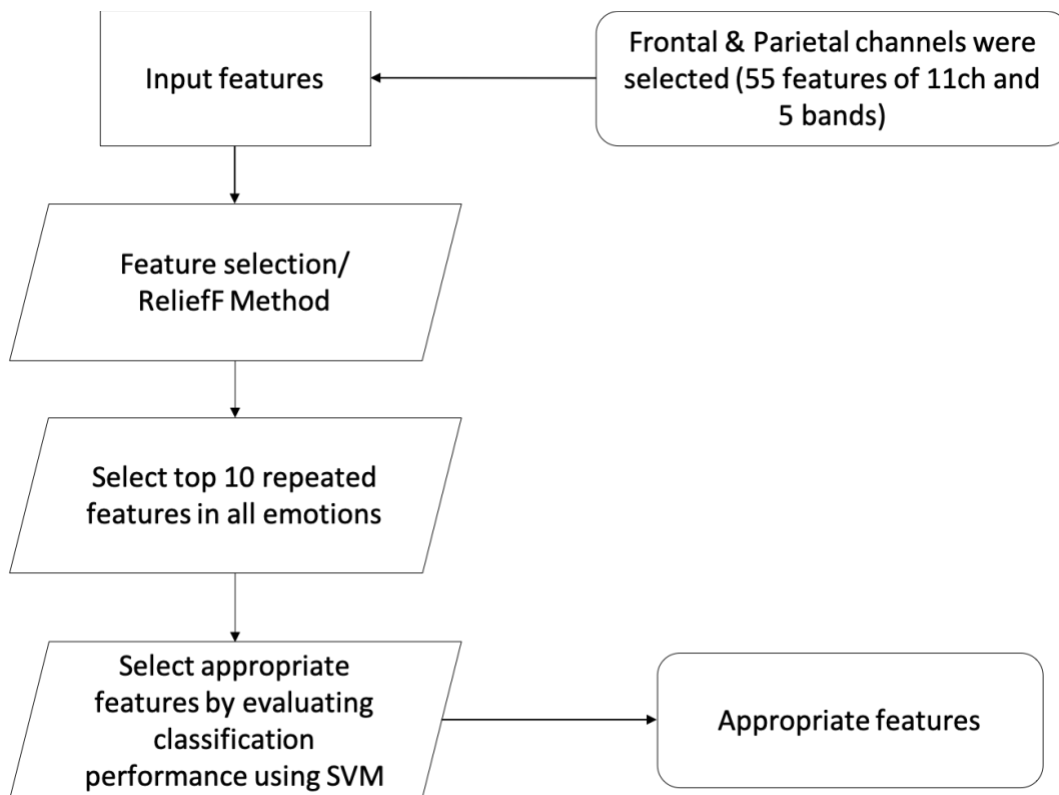 Input features
Frontal & Parietal channels were
selected (55 features of 11ch and
5 bands)
Feature selection/
ReliefF Method
Select top 10 repeated
features in all emotions
Select appropriate
features by evaluating
classification
performance using SVM
Appropriate features